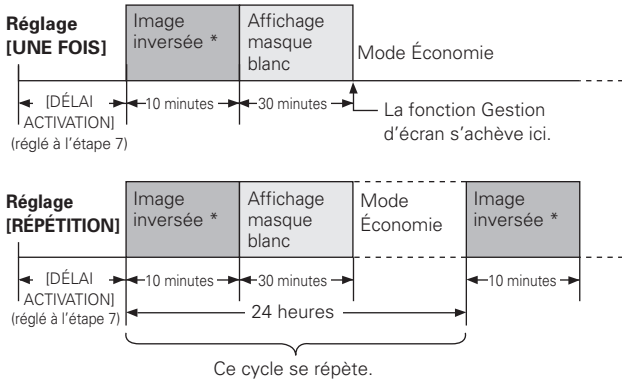 Réglage
[UNE FOIS]
Image
inversée *
Affichage
masque
blanc
Mode Économie
[DÉLAI
ACTIVATION]
(réglé à l'étape 7)
10 minutes
30 minutes
La fonction Gestion
d'écran s'achève ici.
Réglage
[RÉPÉTITION]
Image
inversée *
Affichage
masque
blanc
Mode
Économie
Image
inversée *
[DÉLAI
ACTIVATION]
(réglé à l'étape 7)
10 minutes
30 minutes
10 minutes
24 heures
Ce cycle se répète.